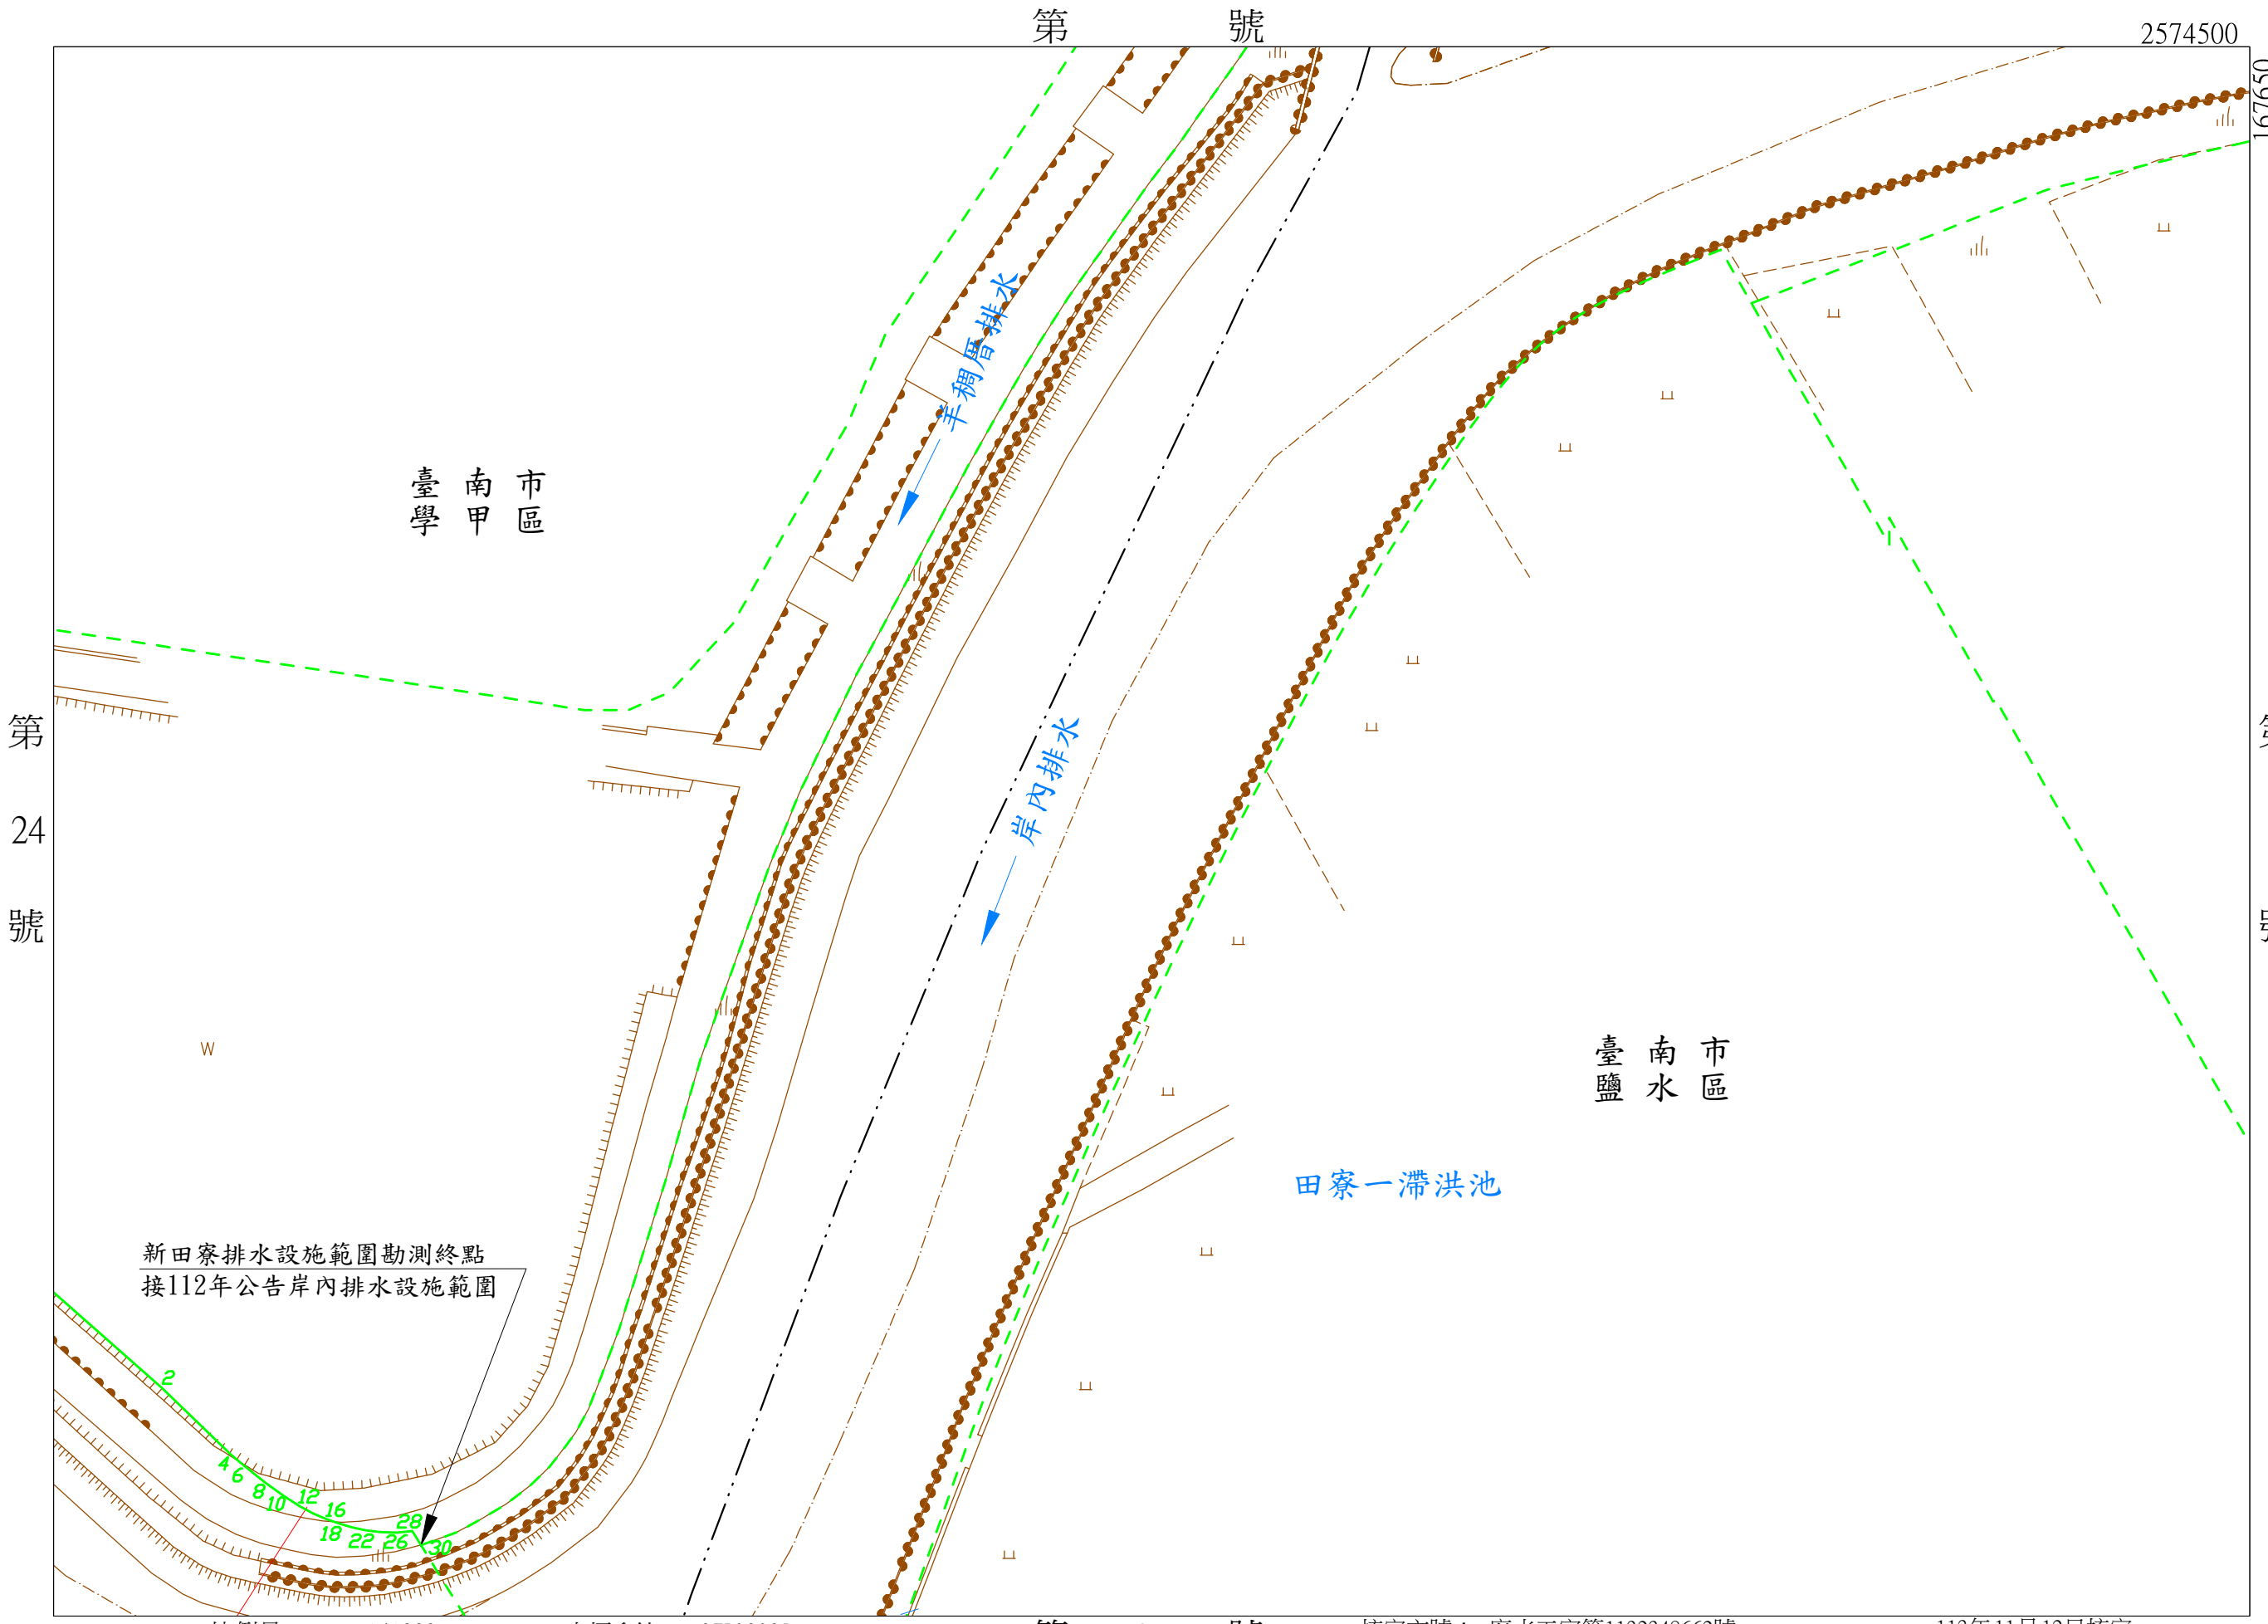 第 號
2574500
167650
羊稠厝排水
臺南市
學甲區
第
24
號
岸內排水
臺南市
鹽水區
田寮一滯洪池
W
新田寮排水設施範圍勘測終點
接112年公告岸內排水設施範圍
2
4
6
8
10
12
16
18
22
26
28
30